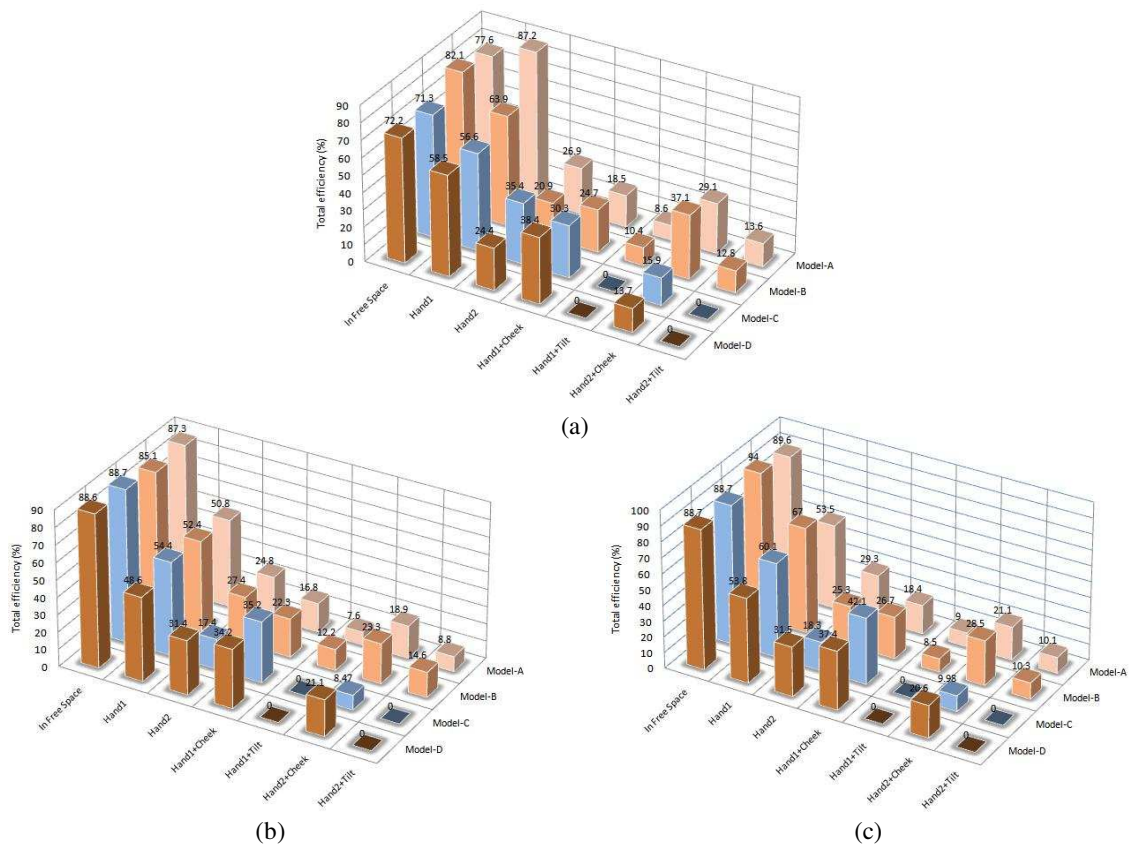 87.2
77.6
82.1
71.3
63.9
72.2
56.6
58.5
26.9
18.5
35.4
20.9
24.7
37.1
29.1
8.6
30.3
38.4
24.4
10.4
13.6
12.8
15.9
0
13.7
0
0
0
90
80
70
60
50
40
30
20
10
0
Total efficiency (%)
In Free Space
Hand1
Hand2
Hand1+Cheek
Hand1+Tilt
Hand2+Cheek
Hand2+Tilt
Model-A
Model-B
Model-C
Model-D
(a)
87.3
85.1
88.7
88.6
50.8
52.4
54.4
48.6
24.8
27.4
17.4
31.4
16.8
22.3
35.2
34.2
7.6
12.2
0
0
18.9
23.3
8.47
21.1
8.8
14.6
0
0
90
80
70
60
50
40
30
20
10
0
Total efficiency (%)
In Free Space
Hand1
Hand2
Hand1+Cheek
Hand1+Tilt
Hand2+Cheek
Hand2+Tilt
Model-A
Model-B
Model-C
Model-D
(b)
89.6
94
88.7
88.7
53.5
67
60.1
53.8
29.3
25.3
18.3
31.5
18.4
26.7
42.1
37.4
9
8.5
0
0
21.1
28.5
9.98
20.6
10.1
10.3
0
0
100
90
80
70
60
50
40
30
20
10
0
Total efficiency (%)
In Free Space
Hand1
Hand2
Hand1+Cheek
Hand1+Tilt
Hand2+Cheek
Hand2+Tilt
Model-A
Model-B
Model-C
Model-D
(c)